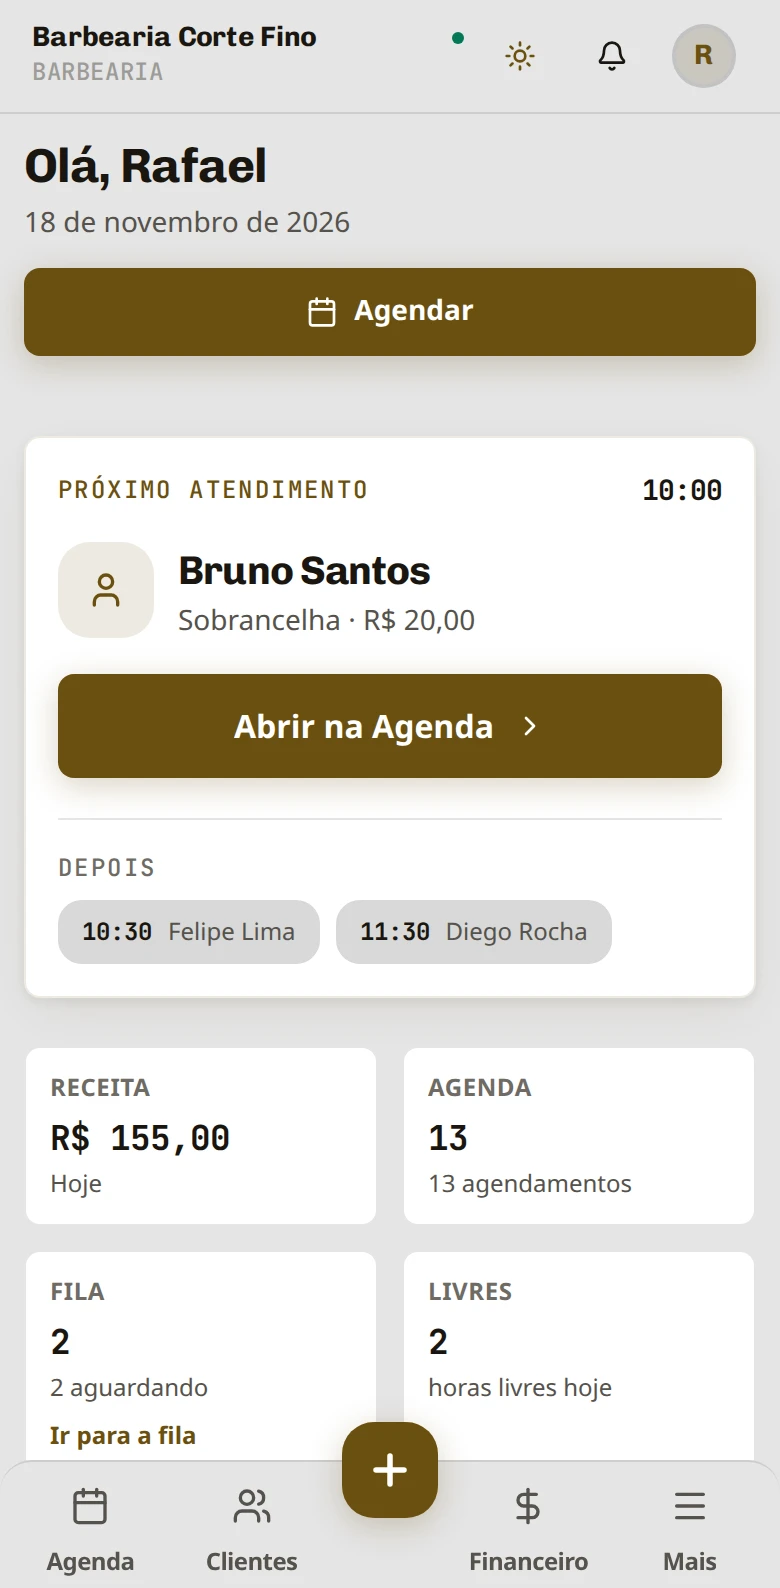 Barbearia Corte Fino
BARBEARIA
R
Olá, Rafael
18 de novembro de 2026
Agendar
PRÓXIMO ATENDIMENTO
10:00
Bruno Santos
Sobrancelha · R$ 20,00
Abrir na Agenda
DEPOIS
10:30 Felipe Lima
11:30 Diego Rocha
RECEITA
R$ 155,00
Hoje
AGENDA
13
13 agendamentos
FILA
2
2 aguardando
Ir para a fila
LIVRES
2
horas livres hoje
Agenda
Clientes
Financeiro
Mais